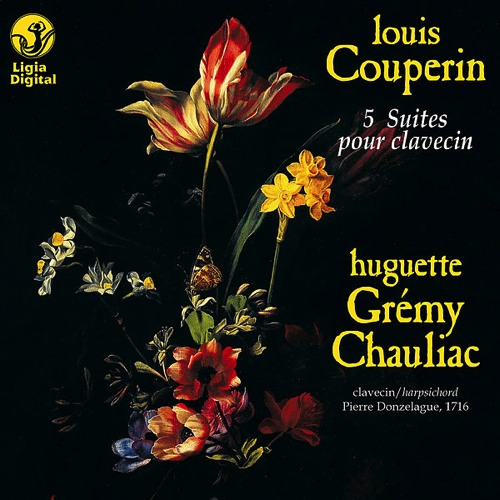 Ligia
Digital
louis
Couperin
5 Suites
pour clavecin
huguette
Grémy
Chauliac
clavecin/harpsichord
Pierre Donzelague, 1716